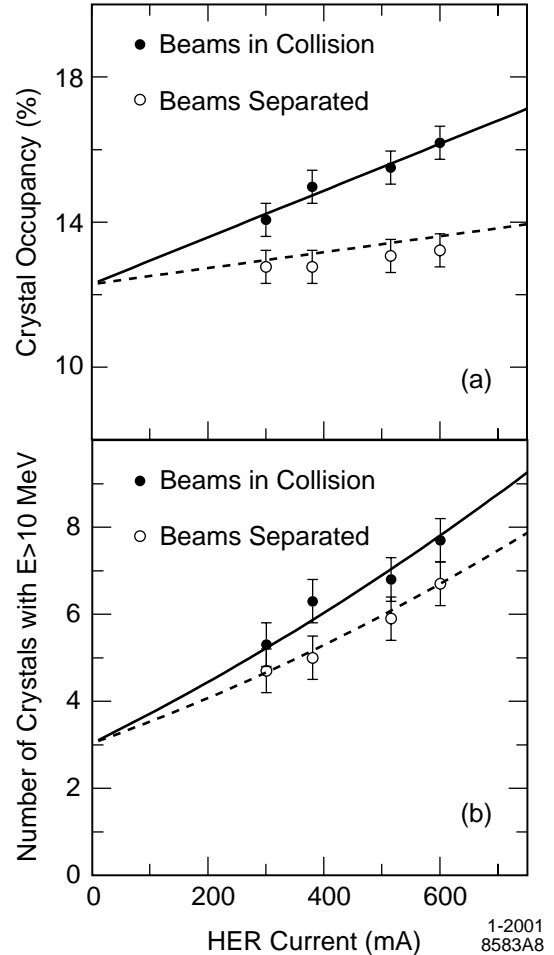 18
14
10
Crystal Occupancy (%)
Beams in Collision
Beams Separated
(a)
8
6
4
2
0
Number of Crystals with E>10 MeV
Beams in Collision
Beams Separated
(b)
0 200 400 600
HER Current (mA)
1-2001
8583A8